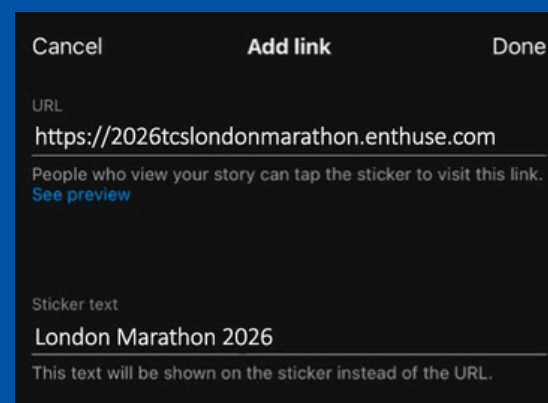 Cancel Add link Done
URL
https://2026tcslondonmarathon.enthuse.com
People who view your story can tap the sticker to visit this link.
See preview
Sticker text
London Marathon 2026
This text will be shown on the sticker instead of the URL.